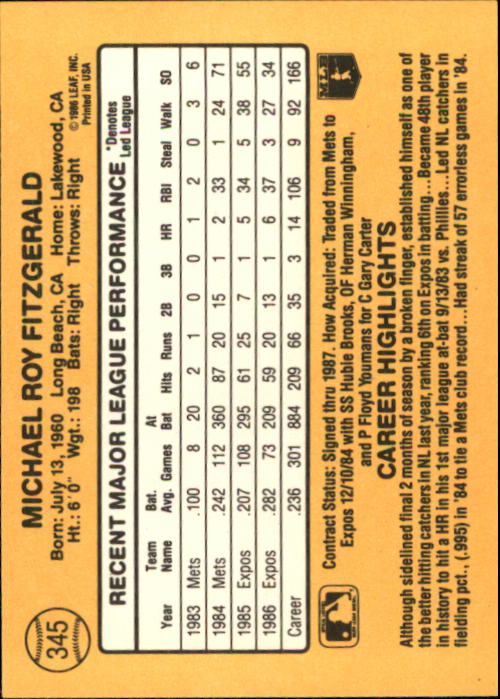 345
MICHAEL ROY FITZGERALD
Born: July 13, 1960 Long Beach, CA Home: Lakewood, CA
Ht.: 6' 0" Wgt.: 198 Bats: Right Throws: Right
© 1986 LEAF, INC.
Printed in USA
RECENT MAJOR LEAGUE PERFORMANCE *Denotes Led League
Year Team Name Bat. Avg. Games At Bat Hits Runs 2B 3B HR RBI Steal Walk SO
1983 Mets .100 8 20 2 1 0 0 1 2 0 3 6
1984 Mets .242 112 360 87 20 15 1 2 33 1 24 71
1985 Expos .207 108 295 61 25 7 1 5 34 5 38 55
1986 Expos .282 73 209 59 20 13 1 6 37 3 27 34
Career .236 301 884 209 66 35 3 14 106 9 92 166
Contract Status: Signed thru 1987. How Acquired: Traded from Mets to
Expos 12/10/84 with SS Hubie Brooks, OF Herman Winningham,
and P Floyd Youmans for C Gary Carter
MLB
CAREER HIGHLIGHTS
Although sidelined final 2 months of season by a broken finger, established himself as one of
the better hitting catchers in NL last year, ranking 6th on Expos in batting... Became 48th player
in history to hit a HR in his 1st major league at-bat 9/13/83 vs. Phillies... Led NL catchers in
fielding pct., (.995) in '84 to tie a Mets club record... Had streak of 57 errorless games in '84.